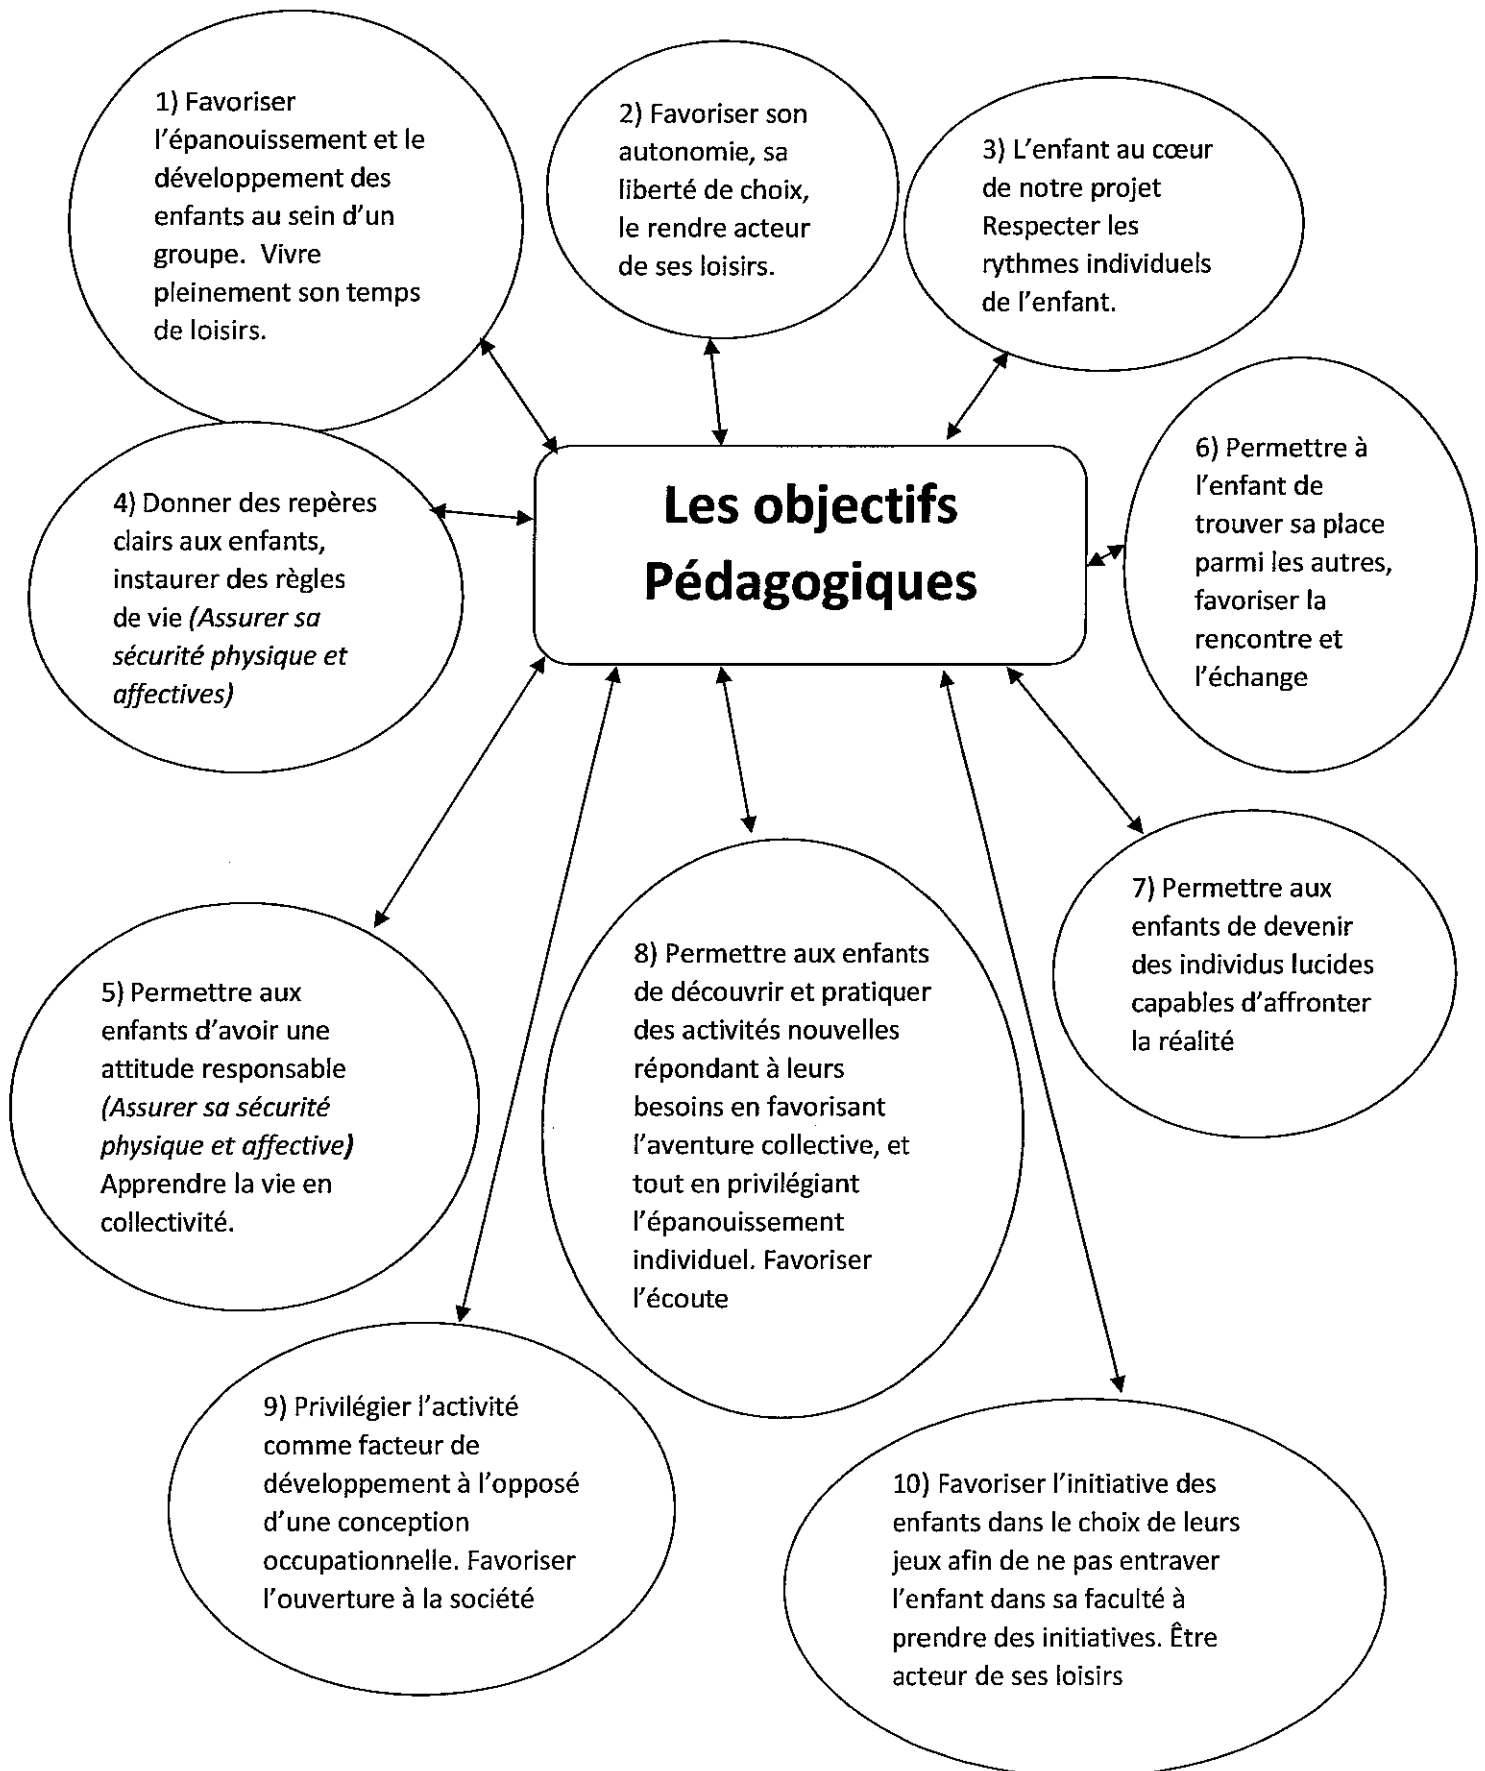 1) Favoriser
l'épanouissement et le
développement des
enfants au sein d'un
groupe. Vivre
pleinement son temps
de loisirs.
2) Favoriser son
autonomie, sa
liberté de choix,
le rendre acteur
de ses loisirs.
3) L'enfant au cœur
de notre projet
Respecter les
rythmes individuels
de l'enfant.
Les objectifs
Pédagogiques
4) Donner des repères
clairs aux enfants,
instaurer des règles
de vie (Assurer sa
sécurité physique et
affectives)
6) Permettre à
l'enfant de
trouver sa place
parmi les autres,
favoriser la
rencontre et
l'échange
5) Permettre aux
enfants d'avoir une
attitude responsable
(Assurer sa sécurité
physique et affective)
Apprendre la vie en
collectivité.
8) Permettre aux enfants
de découvrir et pratiquer
des activités nouvelles
répondant à leurs
besoins en favorisant
l'aventure collective, et
tout en privilégiant
l'épanouissement
individuel. Favoriser
l'écoute
7) Permettre aux
enfants de devenir
des individus lucides
capables d'affronter
la réalité
9) Privilégier l'activité
comme facteur de
développement à l'opposé
d'une conception
occupationnelle. Favoriser
l'ouverture à la société
10) Favoriser l'initiative des
enfants dans le choix de leurs
jeux afin de ne pas entraver
l'enfant dans sa faculté à
prendre des initiatives. Être
acteur de ses loisirs